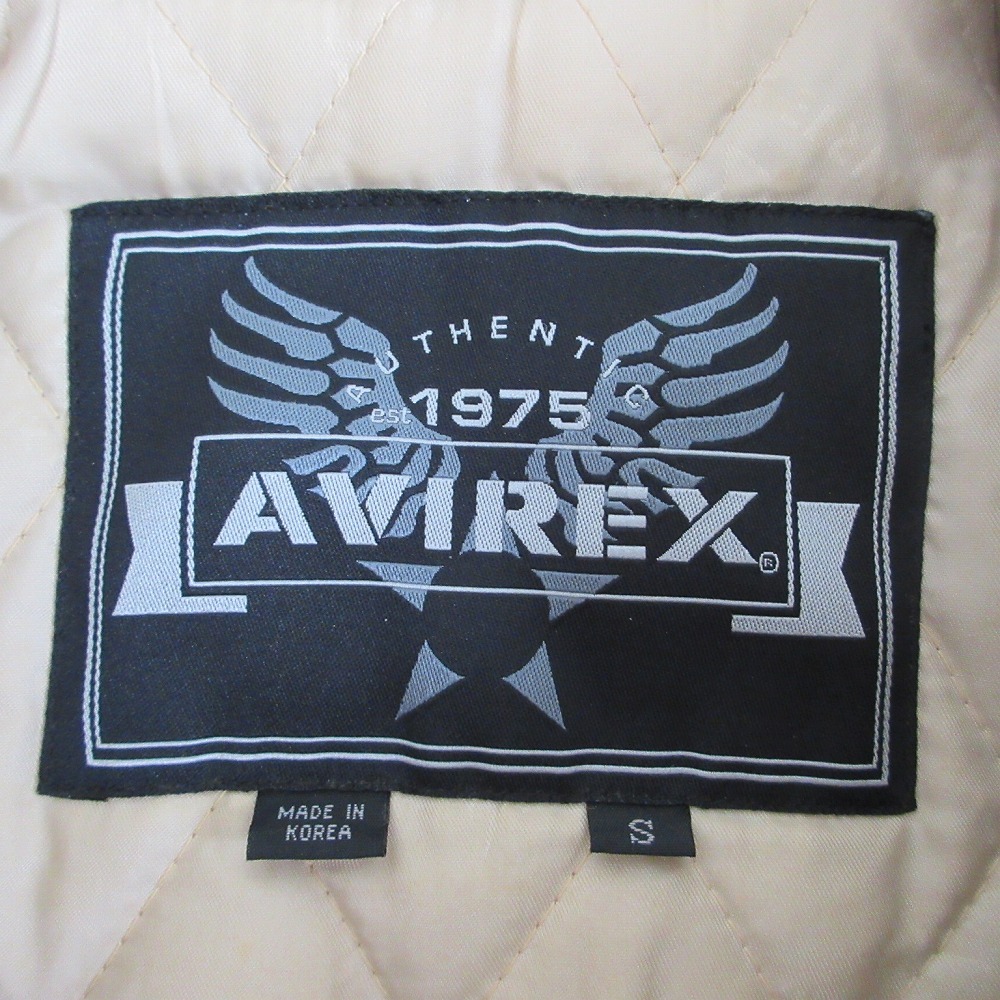 AUTHENTIC
est 1975
AVIREX®
MADE IN
KOREA
S